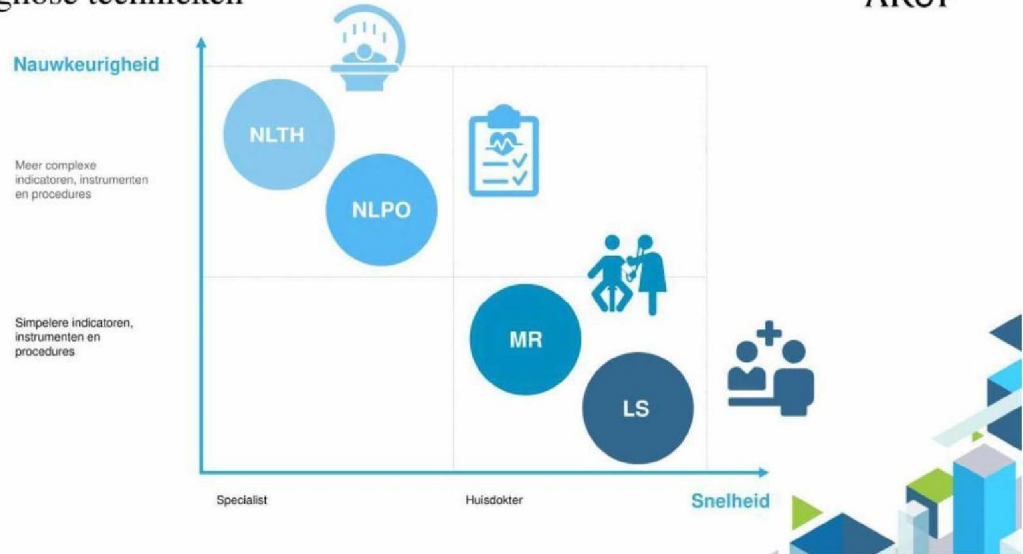 technieken
Nauwkeurigheid
NLTH
Meer complexe
indicatoren, instrumenten
en procedures
NLPO
Simpelere indicatoren,
instrumenten en
procedures
MR
LS
Specialist
Huisdokter
Snelheid